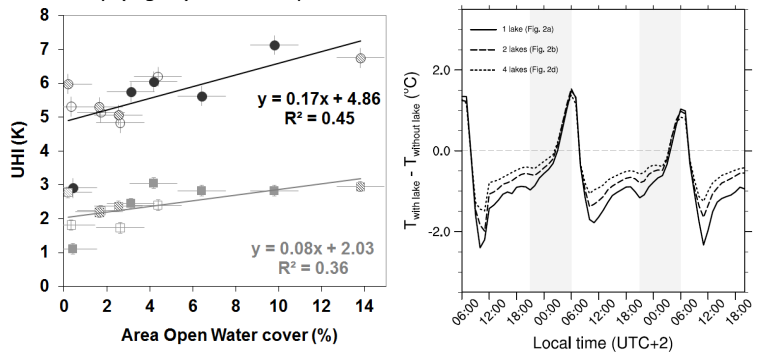 8
7
6
5
4
3
2
1
0
UHI (K)
y = 0.17x + 4.86
R² = 0.45
y = 0.08x + 2.03
R² = 0.36
0 2 4 6 8 10 12 14
Area Open Water cover (%)
1 lake (Fig. 2a)
2 lakes (Fig. 2b)
4 lakes (Fig. 2d)
2.0
0.0
-2.0
Twith lake - Twithout lake (°C)
06:00 12:00 18:00 00:00 06:00 12:00 18:00 00:00 06:00 12:00 18:00
Local time (UTC+2)